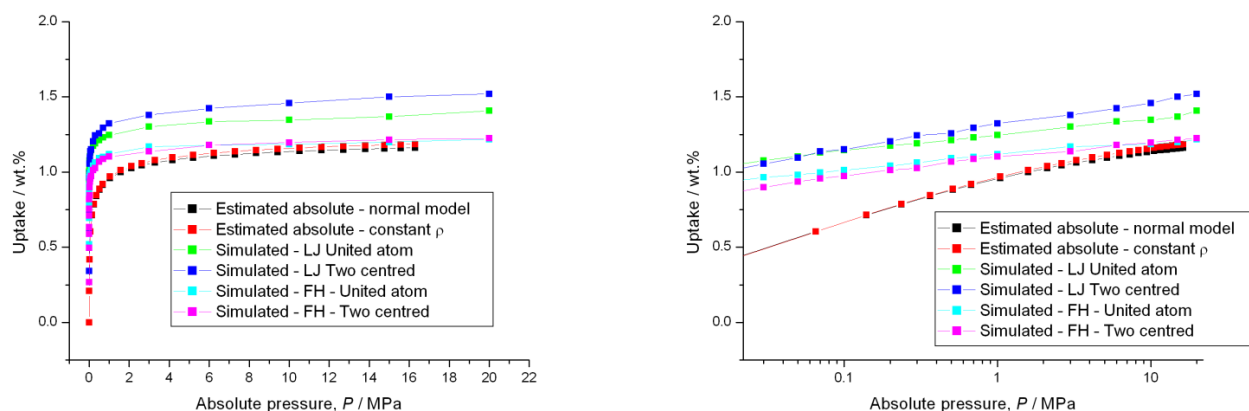 2.0
1.5
1.0
0.5
0.0
Uptake / wt.%
Estimated absolute - normal model
Estimated absolute - constant ρ
Simulated - LJ United atom
Simulated - LJ Two centred
Simulated - FH - United atom
Simulated - FH - Two centred
0 2 4 6 8 10 12 14 16 18 20 22
Absolute pressure, P / MPa
2.0
1.5
1.0
0.5
0.0
Uptake / wt.%
Estimated absolute - normal model
Estimated absolute - constant ρ
Simulated - LJ United atom
Simulated - LJ Two centred
Simulated - FH - United atom
Simulated - FH - Two centred
0.1 1 10
Absolute pressure, P / MPa